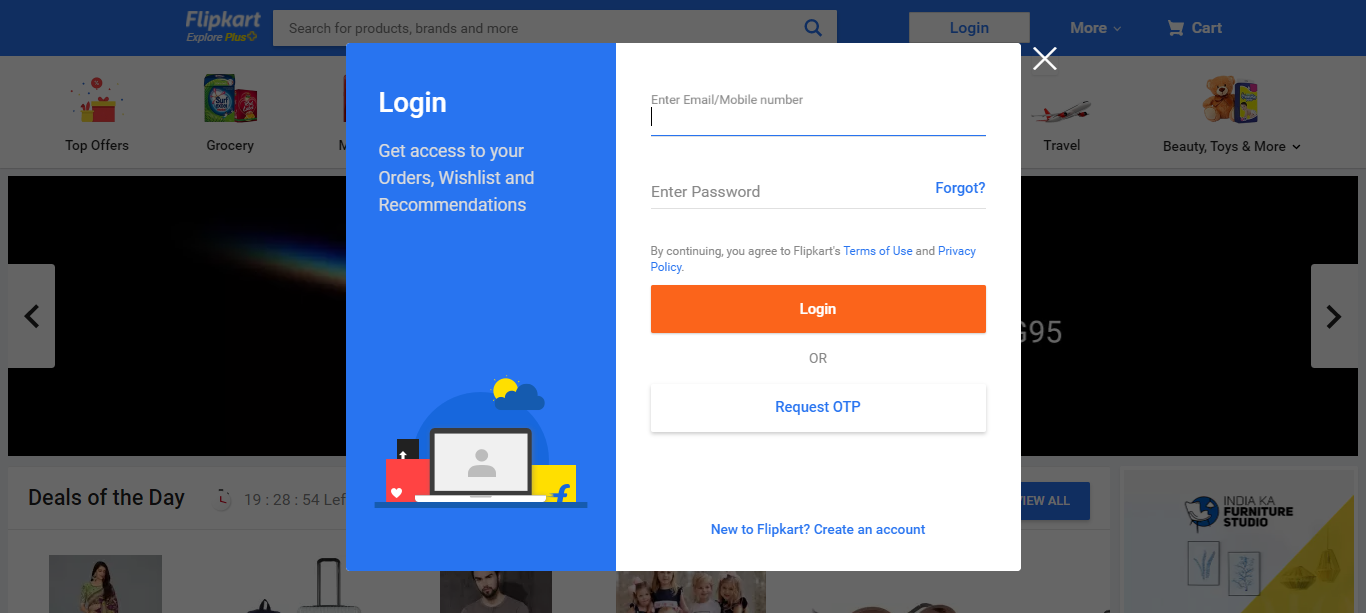 Flipkart
Explore Plus
Search for products, brands and more
Login
More
Cart
Top Offers
Grocery
Travel
Beauty, Toys & More
Login
Get access to your
Orders, Wishlist and
Recommendations
Enter Email/Mobile number
Enter Password
Forgot?
By continuing, you agree to Flipkart's Terms of Use and Privacy
Policy.
Login
OR
Request OTP
New to Flipkart? Create an account
G95
Deals of the Day
19 : 28 : 54 Lef
VIEW ALL
INDIA KA
FURNITURE
STUDIO